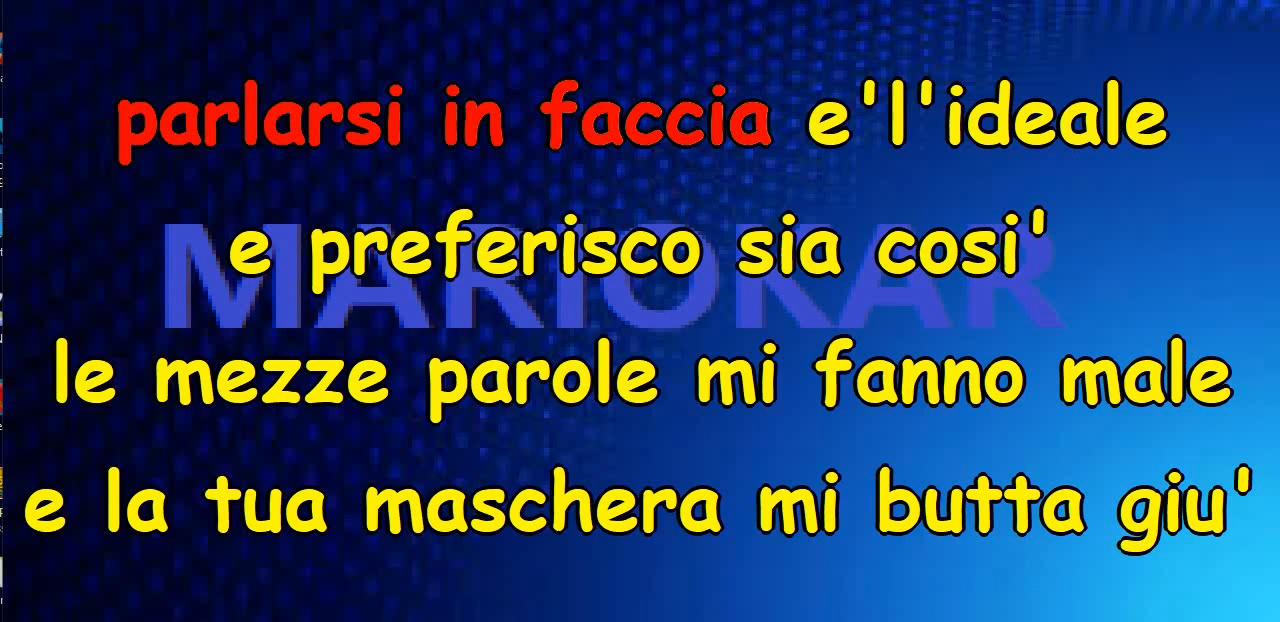 parlarsi in faccia e'l'ideale
e preferisco sia cosi'
MARIOKAR
le mezze parole mi fanno male
e la tua maschera mi butta giu'